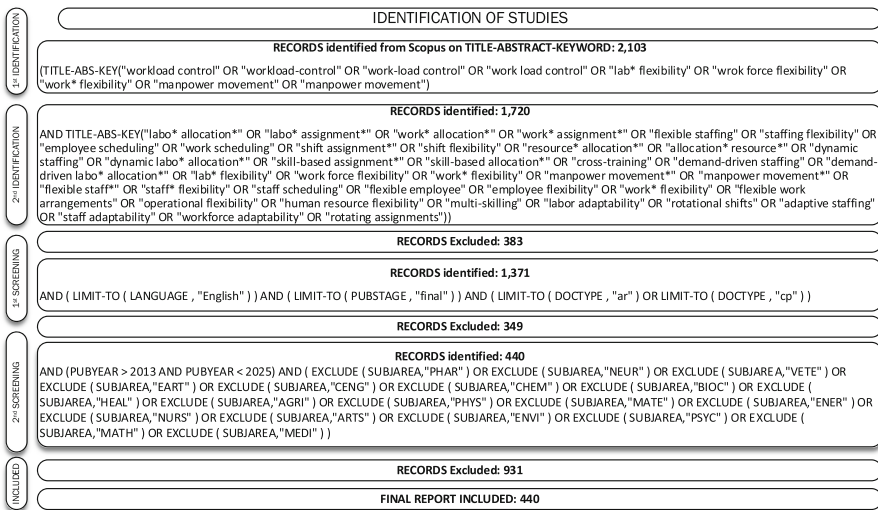 IDENTIFICATION OF STUDIES
1st IDENTIFICATION
RECORDS identified from Scopus on TITLE-ABSTRACT-KEYWORD: 2,103
(TITLE-ABS-KEY("workload control" OR "workload-control" OR "work-load control" OR "work load control" OR "lab* flexibility" OR "wrok force flexibility" OR
"work* flexibility" OR "manpower movement" OR "manpower movement")
2nd IDENTIFICATION
RECORDS identified: 1,720
AND TITLE-ABS-KEY("labo* allocation*" OR "labo* assignment*" OR "work* allocation*" OR "work* assignment*" OR "flexible staffing" OR "staffing flexibility" OR
"employee scheduling" OR "work scheduling" OR "shift assignment*" OR "shift flexibility" OR "resource* allocation*" OR "allocation* resource*" OR "dynamic
staffing" OR "dynamic labo* allocation*" OR "skill-based assignment*" OR "skill-based allocation*" OR "cross-training" OR "demand-driven staffing" OR "demand-
driven labo* allocation*" OR "lab* flexibility" OR "work force flexibility" OR "work* flexibility" OR "manpower movement*" OR "manpower movement*" OR
"flexible staff*" OR "staff* flexibility" OR "staff scheduling" OR "flexible employee" OR "employee flexibility" OR "work* flexibility" OR "flexible work
arrangements" OR "operational flexibility" OR "human resource flexibility" OR "multi-skilling" OR "labor adaptability" OR "rotational shifts" OR "adaptive staffing"
OR "staff adaptability" OR "workforce adaptability" OR "rotating assignments"))
1st SCREENING
RECORDS Excluded: 383
RECORDS identified: 1,371
AND ( LIMIT-TO ( LANGUAGE , "English" ) ) AND ( LIMIT-TO ( PUBSTAGE , "final" ) ) AND ( LIMIT-TO ( DOCTYPE , "ar" ) OR LIMIT-TO ( DOCTYPE , "cp" ) )
RECORDS Excluded: 349
2nd SCREENING
RECORDS identified: 440
AND (PUBYEAR > 2013 AND PUBYEAR < 2025) AND ( EXCLUDE ( SUBJAREA,"PHAR" ) OR EXCLUDE ( SUBJAREA,"NEUR" ) OR EXCLUDE ( SUBJAREA,"VETE" ) OR
EXCLUDE ( SUBJAREA,"EART" ) OR EXCLUDE ( SUBJAREA,"CENG" ) OR EXCLUDE ( SUBJAREA,"CHEM" ) OR EXCLUDE ( SUBJAREA,"BIOC" ) OR EXCLUDE (
SUBJAREA,"HEAL" ) OR EXCLUDE ( SUBJAREA,"AGRI" ) OR EXCLUDE ( SUBJAREA,"PHYS" ) OR EXCLUDE ( SUBJAREA,"MATE" ) OR EXCLUDE ( SUBJAREA,"ENER" ) OR
EXCLUDE ( SUBJAREA,"NURS" ) OR EXCLUDE ( SUBJAREA,"ARTS" ) OR EXCLUDE ( SUBJAREA,"ENVI" ) OR EXCLUDE ( SUBJAREA,"PSYC" ) OR EXCLUDE (
SUBJAREA,"MATH" ) OR EXCLUDE ( SUBJAREA,"MEDI" ) )
INCLUDED
RECORDS Excluded: 931
FINAL REPORT INCLUDED: 440